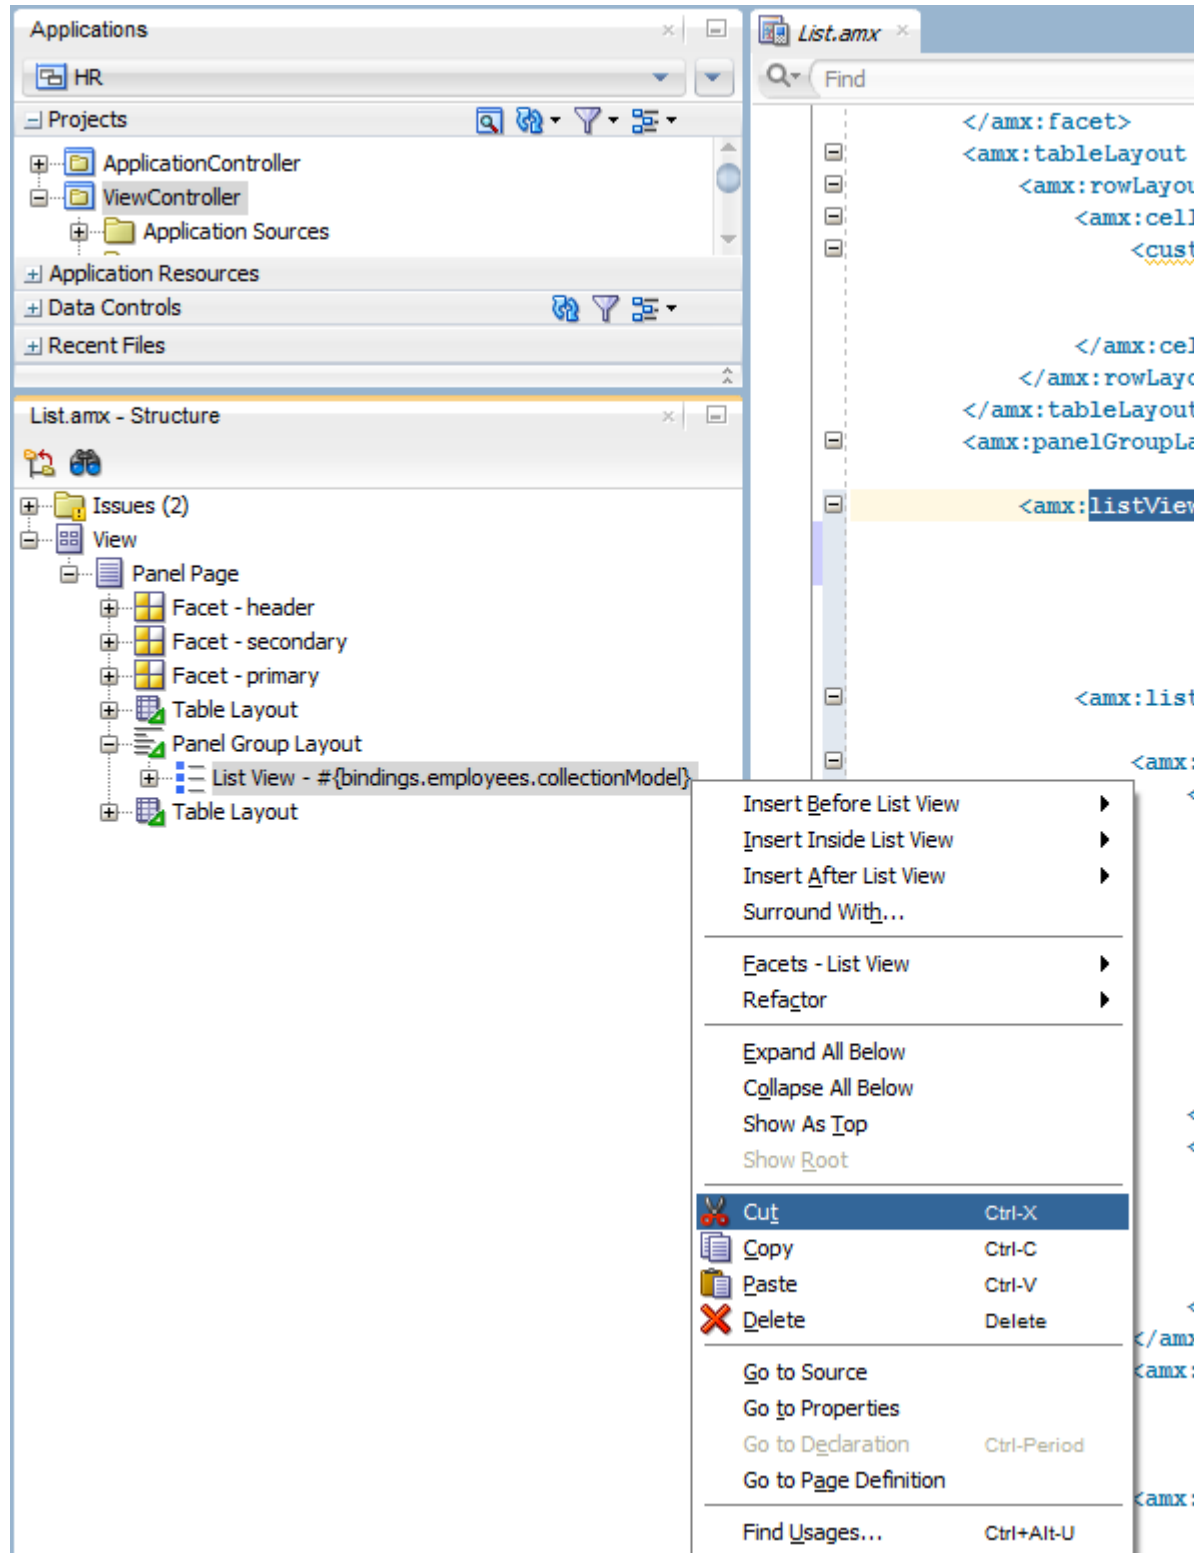 Applications
HR
Projects
ApplicationController
ViewController
Application Sources
Application Resources
Data Controls
Recent Files
List.amx - Structure
Issues (2)
View
Panel Page
Facet - header
Facet - secondary
Facet - primary
Table Layout
Panel Group Layout
List View - #{bindings.employees.collectionModel}
Table Layout
List.amx
Find
</amx:facet>
<amx:tableLayout
<amx:rowLayou
<amx:cell
<cust
</amx:cel
</amx:rowLayo
</amx:tableLayout
<amx:panelGroupLa
<amx:listView
<amx:list
<amx:
<
<
<
<
</amx
<amx:
<amx:
Insert Before List View
Insert Inside List View
Insert After List View
Surround With...
Facets - List View
Refactor
Expand All Below
Collapse All Below
Show As Top
Show Root
Cut Ctrl-X
Copy Ctrl-C
Paste Ctrl-V
Delete Delete
Go to Source
Go to Properties
Go to Declaration Ctrl-Period
Go to Page Definition
Find Usages... Ctrl+Alt-U